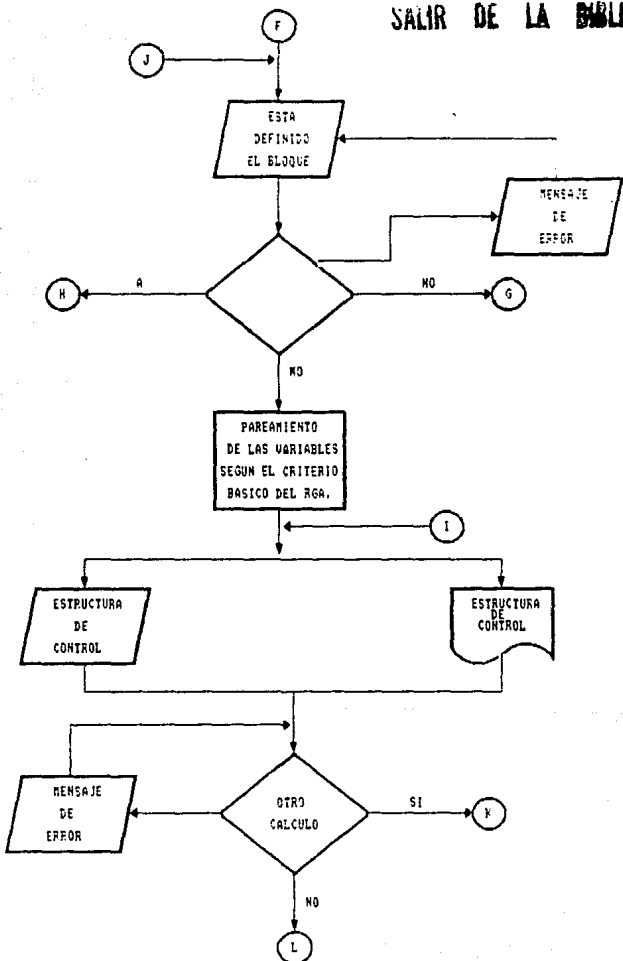 SALIR DE LA
F
J
ESTA
DEFINIDO
EL BLOQUE
MENSAJE
DE
ERROR
H
A
NO
G
NO
PAREAMIENTO
DE LAS VARIABLES
SEGUN EL CRITERIO
BASICO DEL RGA.
I
ESTRUCTURA
DE
CONTROL
ESTRUCTURA
DE
CONTROL
MENSAJE
DE
ERROR
OTRO
CALCULO
SI
K
NO
L